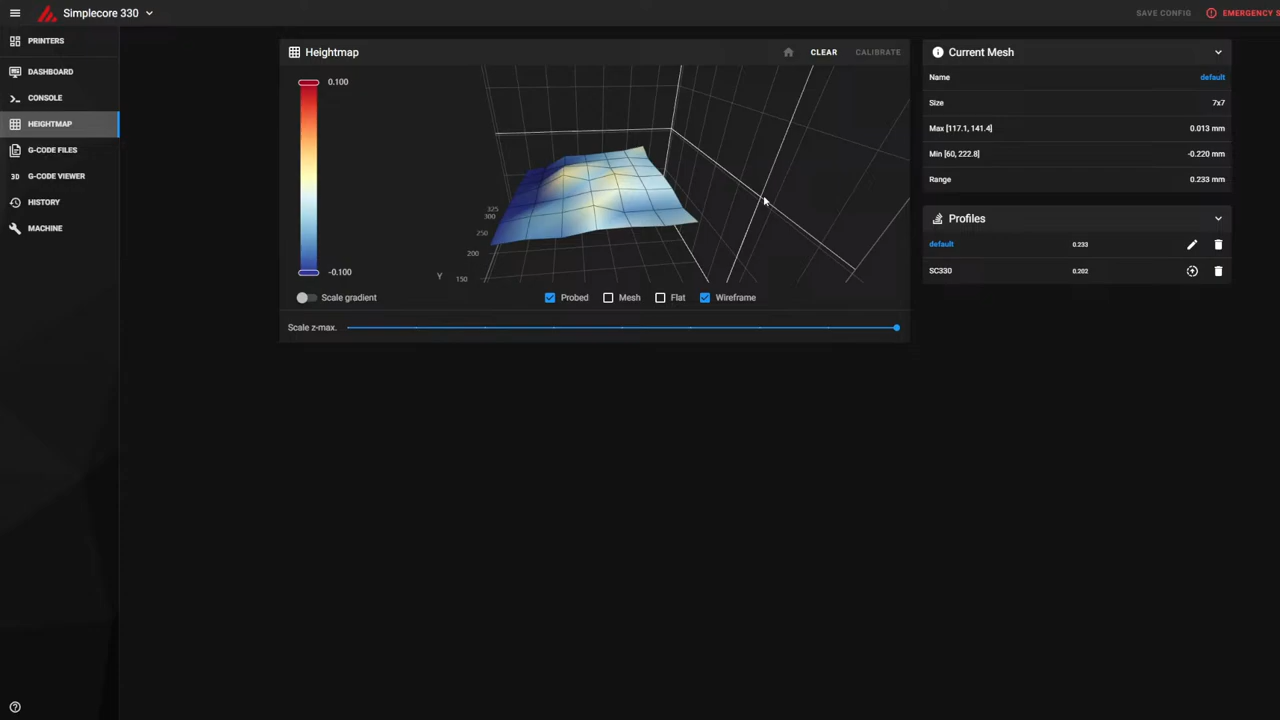 Simplecore 330
SAVE CONFIG
EMERGENCY S
PRINTERS
DASHBOARD
CONSOLE
HEIGHTMAP
G-CODE FILES
3D G-CODE VIEWER
HISTORY
MACHINE
Heightmap
CLEAR
CALIBRATE
0.100
-0.100
325
300
250
200
150
Y
Scale gradient
Probed
Mesh
Flat
Wireframe
Scale z-max.
Current Mesh
Name default
Size 7x7
Max [117.1, 141.4] 0.013 mm
Min [60, 222.8] -0.220 mm
Range 0.233 mm
Profiles
default 0.233
SC330 0.202